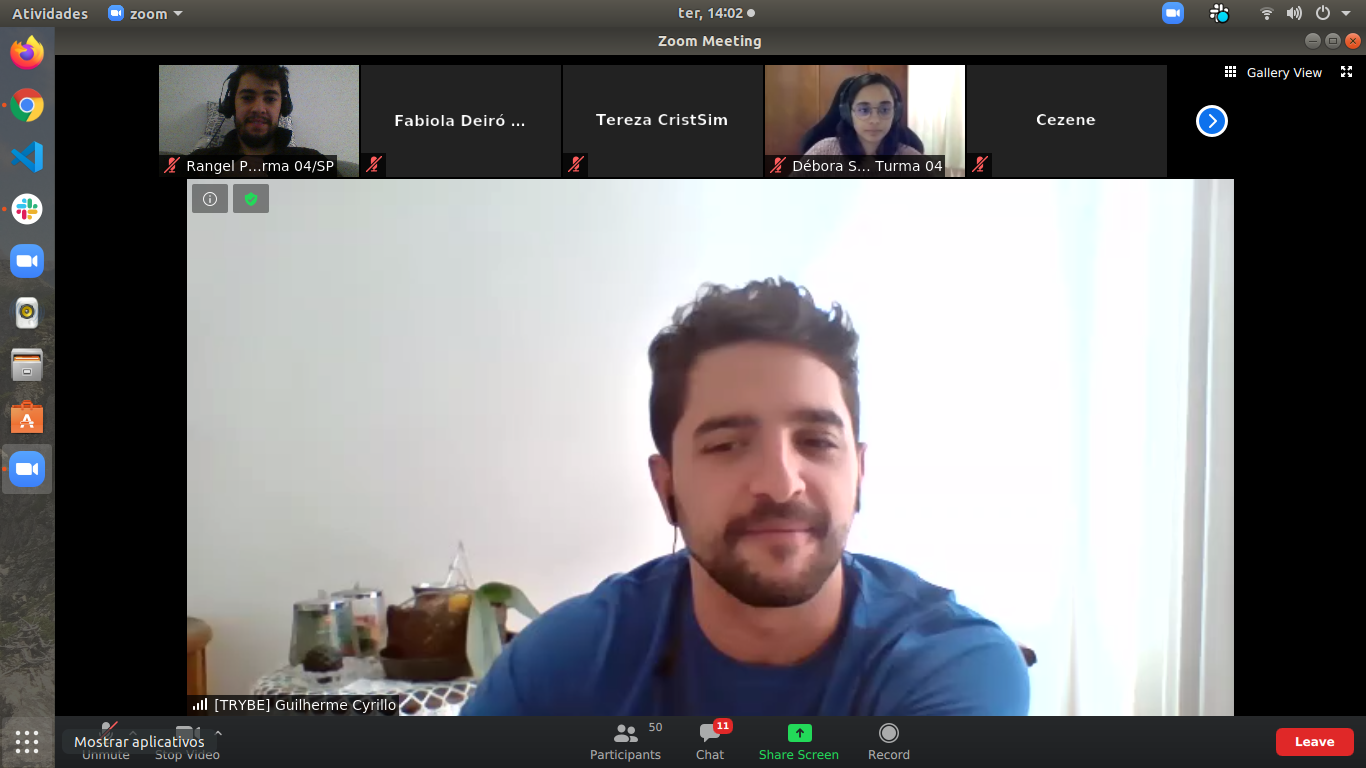 Atividades
zoom
ter, 14:02
Zoom Meeting
Gallery View
Fabiola Deiró ...
Tereza CristSim
Cezene
Rangel P...rma 04/SP
Débora S... Turma 04
[TRYBE] Guilherme Cyrillo
Mostrar aplicativos
Unmute
Stop Video
50
Participants
11
Chat
Share Screen
Record
Leave